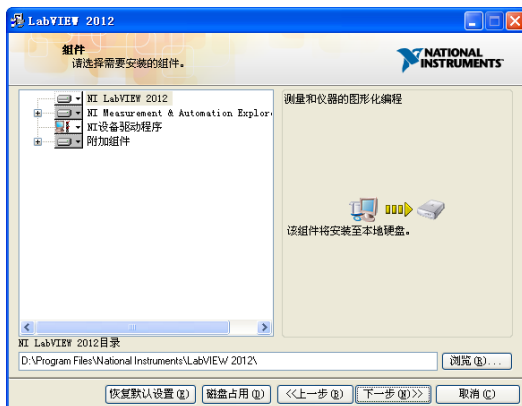 LabVIEW 2012
组件
请选择需要安装的组件。
NATIONAL
INSTRUMENTS
NI LabVIEW 2012
NI Measurement & Automation Explor
NI设备驱动程序
附加组件
测量和仪器的图形化编程
该组件将安装至本地硬盘。
NI LabVIEW 2012目录
D:\Program Files\National Instruments\LabVIEW 2012\
浏览(R)...
恢复默认设置(E) 磁盘占用(D) <<上一步(B) 下一步(N)>> 取消(C)